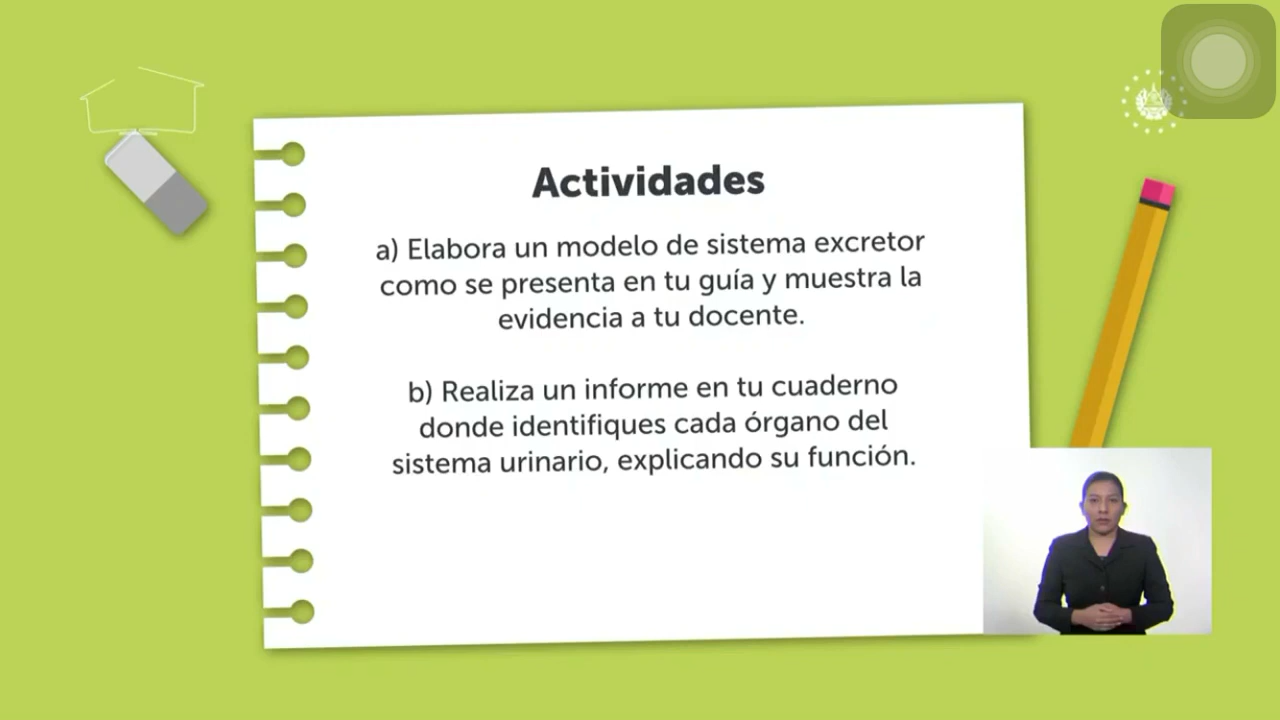 Actividades
a) Elabora un modelo de sistema excretor
como se presenta en tu guía y muestra la
evidencia a tu docente.
b) Realiza un informe en tu cuaderno
donde identifiques cada órgano del
sistema urinario, explicando su función.